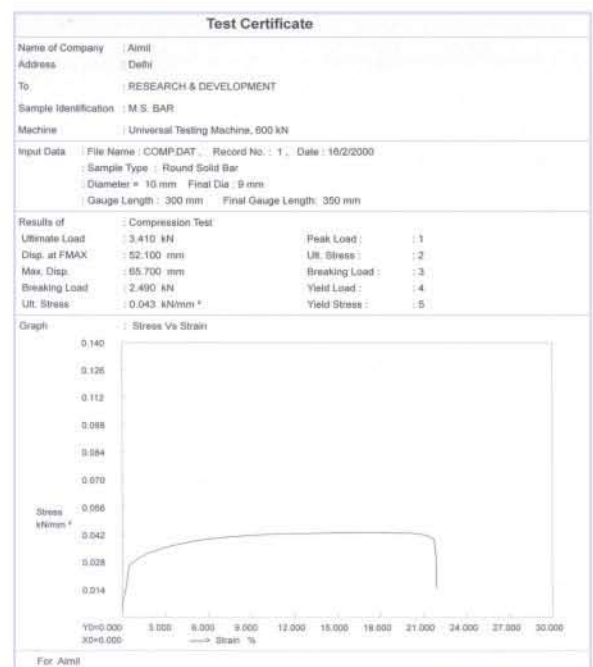 Test Certificate
Name of Company : Aimil
Address : Delhi
To : RESEARCH & DEVELOPMENT
Sample Identification : M.S. BAR
Machine : Universal Testing Machine, 600 kN
Input Data : File Name : COMP.DAT , Record No. : 1 , Date : 16/2/2000
: Sample Type : Round Solid Bar
: Diameter = 10 mm Final Dia : 9 mm
: Gauge Length : 300 mm Final Gauge Length: 350 mm
Results of : Compression Test
Ultimate Load : 3.410 kN Peak Load : : 1
Disp. at FMAX : 52.100 mm Ult. Stress : : 2
Max. Disp. : 65.700 mm Breaking Load : : 3
Breaking Load : 2.490 kN Yield Load : : 4
Ult. Stress : 0.043 kN/mm ² Yield Stress : : 5
Graph : Stress Vs Strain
0.140
0.126
0.112
0.098
0.084
0.070
0.056
Stress
kN/mm ²
0.042
0.028
0.014
Y0=0.000 3.000 6.000 9.000 12.000 15.000 18.000 21.000 24.000 27.000 30.000
X0=0.000 ---> Strain %
For Aimil